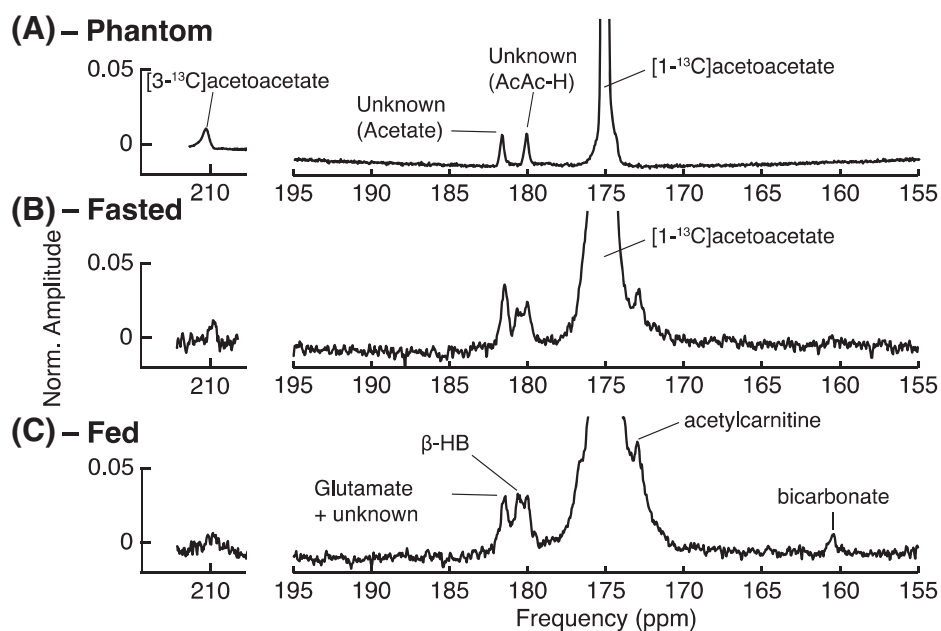 (A) – Phantom
0.05
0
[3-¹³C]acetoacetate
Unknown
(Acetate)
Unknown
(AcAc-H)
[1-¹³C]acetoacetate
210 195 190 185 180 175 170 165 160 155
(B) – Fasted
Norm. Amplitude
0.05
0
[1-¹³C]acetoacetate
210 195 190 185 180 175 170 165 160 155
(C) – Fed
0.05
0
Glutamate
+ unknown
β-HB
acetylcarnitine
bicarbonate
210 195 190 185 180 175 170 165 160 155
Frequency (ppm)